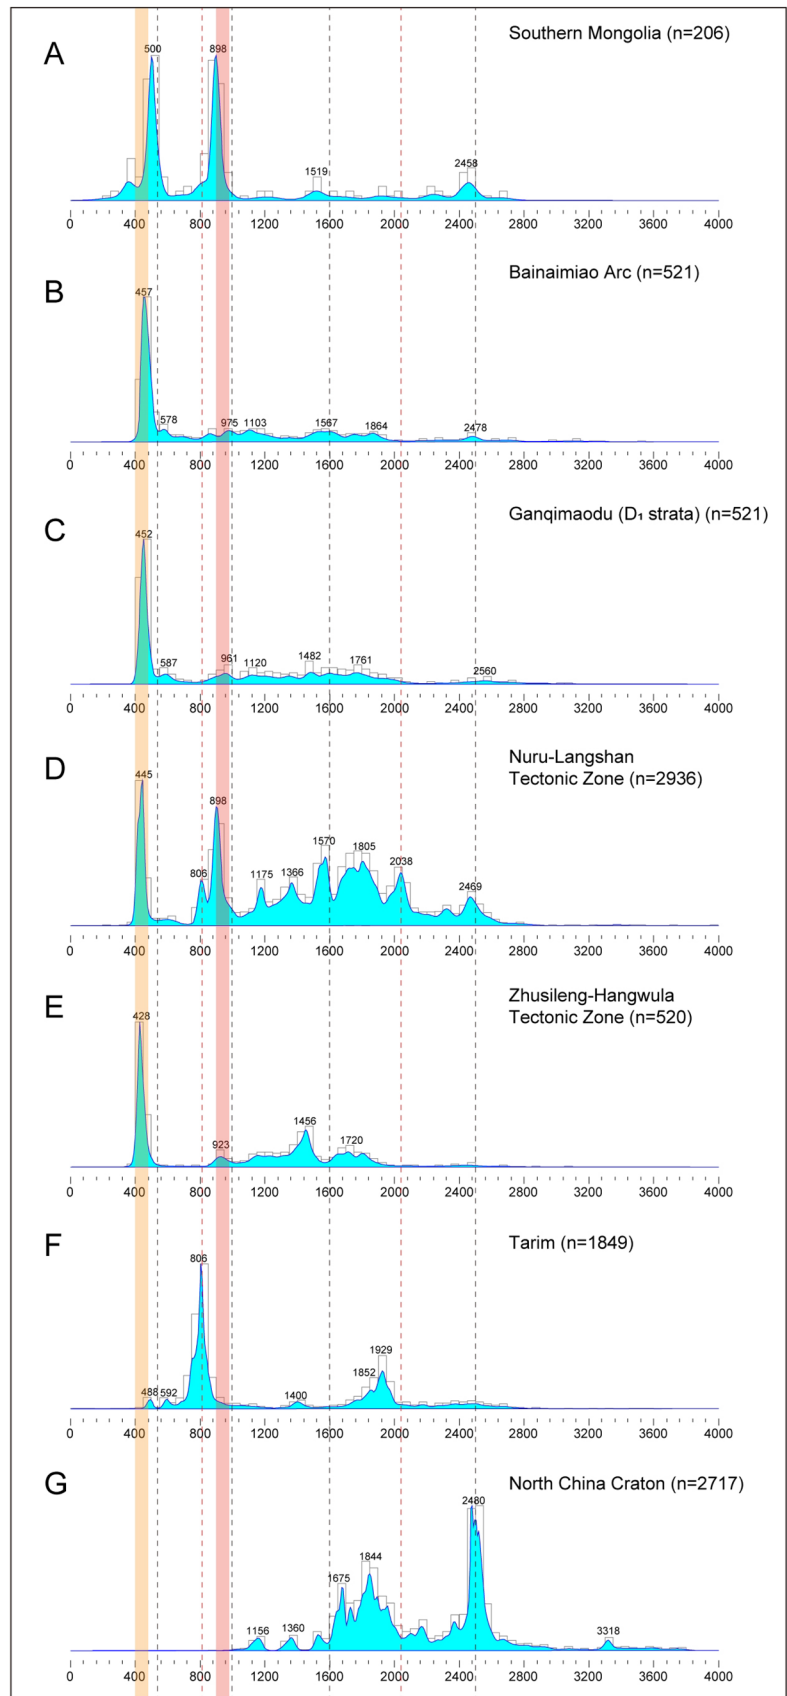 A
Southern Mongolia (n=206)
500
898
1519
2458
0 400 800 1200 1600 2000 2400 2800 3200 3600 4000
B
Bainaimiao Arc (n=521)
457
578
975
1103
1567
1864
2478
0 400 800 1200 1600 2000 2400 2800 3200 3600 4000
C
Ganqimaodu (D₁ strata) (n=521)
452
587
961
1120
1482
1761
2560
0 400 800 1200 1600 2000 2400 2800 3200 3600 4000
D
Nuru-Langshan
Tectonic Zone (n=2936)
445
806
898
1175
1366
1570
1805
2038
2469
0 400 800 1200 1600 2000 2400 2800 3200 3600 4000
E
Zhusileng-Hangwula
Tectonic Zone (n=520)
428
923
1456
1720
0 400 800 1200 1600 2000 2400 2800 3200 3600 4000
F
Tarim (n=1849)
488
592
806
1400
1852
1929
0 400 800 1200 1600 2000 2400 2800 3200 3600 4000
G
North China Craton (n=2717)
1156
1360
1675
1844
2480
3318
0 400 800 1200 1600 2000 2400 2800 3200 3600 4000